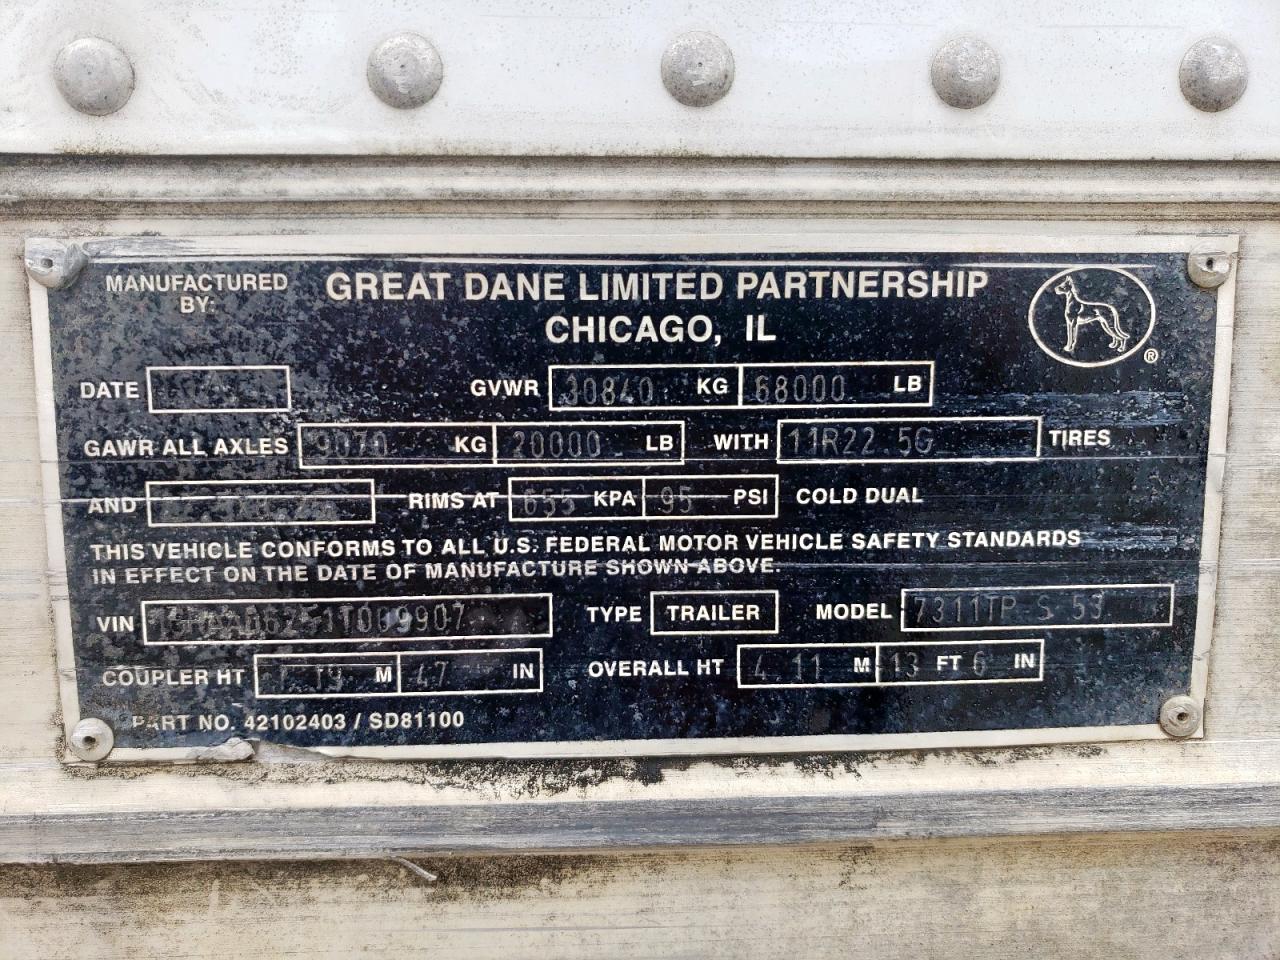 MANUFACTURED BY: GREAT DANE LIMITED PARTNERSHIP
CHICAGO, IL
®
DATE GVWR 30840 KG 68000 LB
GAWR ALL AXLES 9070 KG 20000 LB WITH 11R22.5G TIRES
AND RIMS AT 655 KPA 95 PSI COLD DUAL
THIS VEHICLE CONFORMS TO ALL U.S. FEDERAL MOTOR VEHICLE SAFETY STANDARDS
IN EFFECT ON THE DATE OF MANUFACTURE SHOWN ABOVE.
VIN TYPE TRAILER MODEL 7311TP-S 53
COUPLER HT 1.19 M 47 IN OVERALL HT 4.11 M 13 FT 6 IN
PART NO. 42102403 / SD81100